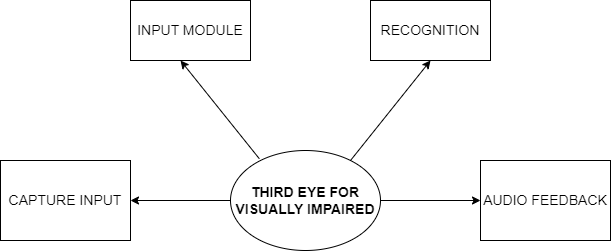 INPUT MODULE
RECOGNITION
CAPTURE INPUT
THIRD EYE FOR
VISUALLY IMPAIRED
AUDIO FEEDBACK